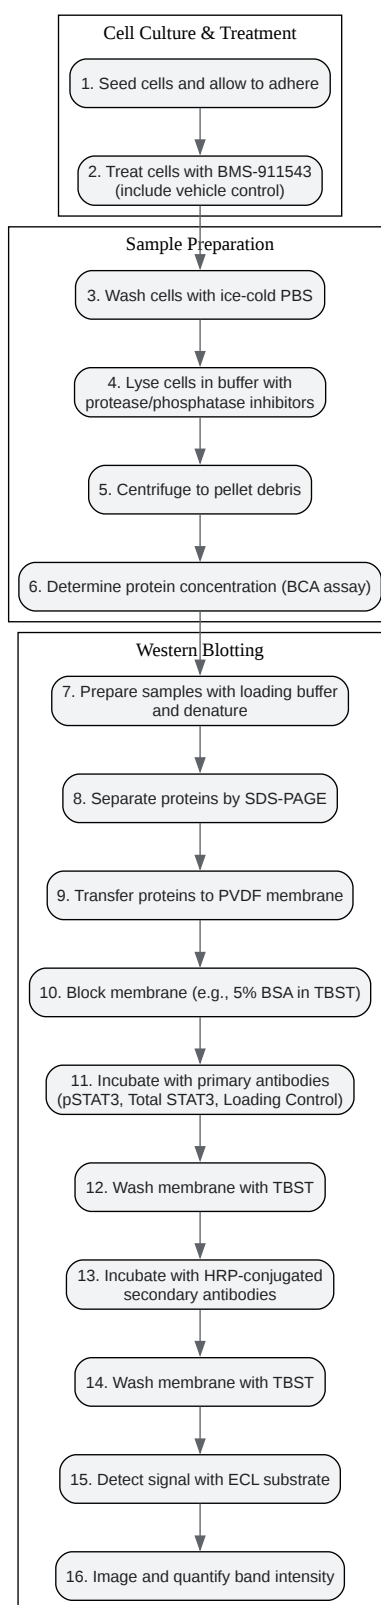 Cell Culture & Treatment
1. Seed cells and allow to adhere
2. Treat cells with BMS-911543
(include vehicle control)
Sample Preparation
3. Wash cells with ice-cold PBS
4. Lyse cells in buffer with
protease/phosphatase inhibitors
5. Centrifuge to pellet debris
6. Determine protein concentration (BCA assay)
Western Blotting
7. Prepare samples with loading buffer
and denature
8. Separate proteins by SDS-PAGE
9. Transfer proteins to PVDF membrane
10. Block membrane (e.g., 5% BSA in TBST)
11. Incubate with primary antibodies
(pSTAT3, Total STAT3, Loading Control)
12. Wash membrane with TBST
13. Incubate with HRP-conjugated
secondary antibodies
14. Wash membrane with TBST
15. Detect signal with ECL substrate
16. Image and quantify band intensity